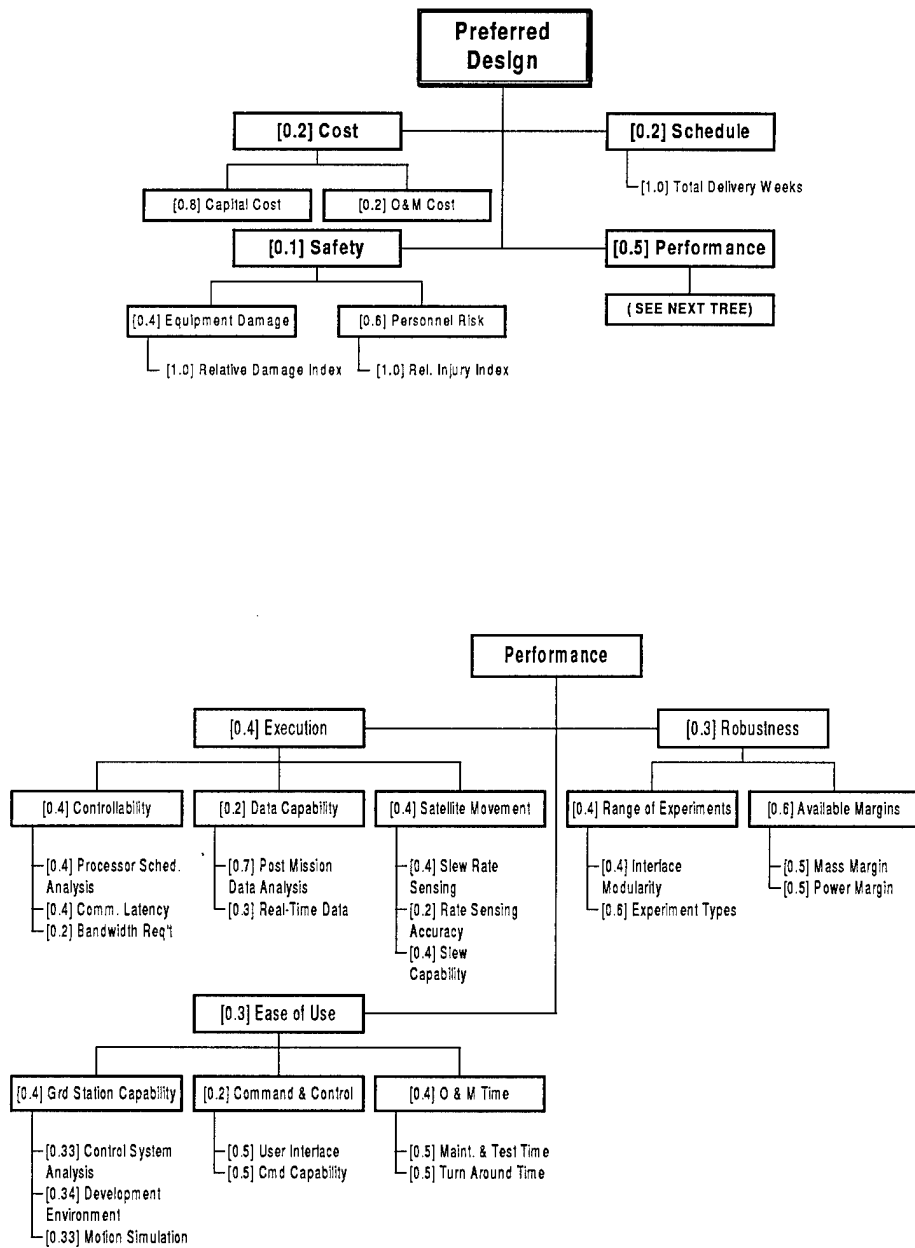 Preferred
Design
[0.2] Cost
[0.2] Schedule
[1.0] Total Delivery Weeks
[0.8] Capital Cost
[0.2] O&M Cost
[0.1] Safety
[0.5] Performance
( SEE NEXT TREE)
[0.4] Equipment Damage
[0.6] Personnel Risk
[1.0] Relative Damage Index
[1.0] Rel. Injury Index
Performance
[0.4] Execution
[0.3] Robustness
[0.4] Controllability
[0.2] Data Capability
[0.4] Satellite Movement
[0.4] Range of Experiments
[0.6] Available Margins
[0.4] Processor Sched.
Analysis
[0.4] Comm. Latency
[0.2] Bandwidth Req't
[0.7] Post Mission
Data Analysis
[0.3] Real-Time Data
[0.4] Slew Rate
Sensing
[0.2] Rate Sensing
Accuracy
[0.4] Slew
Capability
[0.4] Interface
Modularity
[0.6] Experiment Types
[0.5] Mass Margin
[0.5] Power Margin
[0.3] Ease of Use
[0.4] Grd Station Capability
[0.2] Command & Control
[0.4] O & M Time
[0.33] Control System
Analysis
[0.34] Development
Environment
[0.33] Motion Simulation
[0.5] User Interface
[0.5] Cmd Capability
[0.5] Maint. & Test Time
[0.5] Turn Around Time